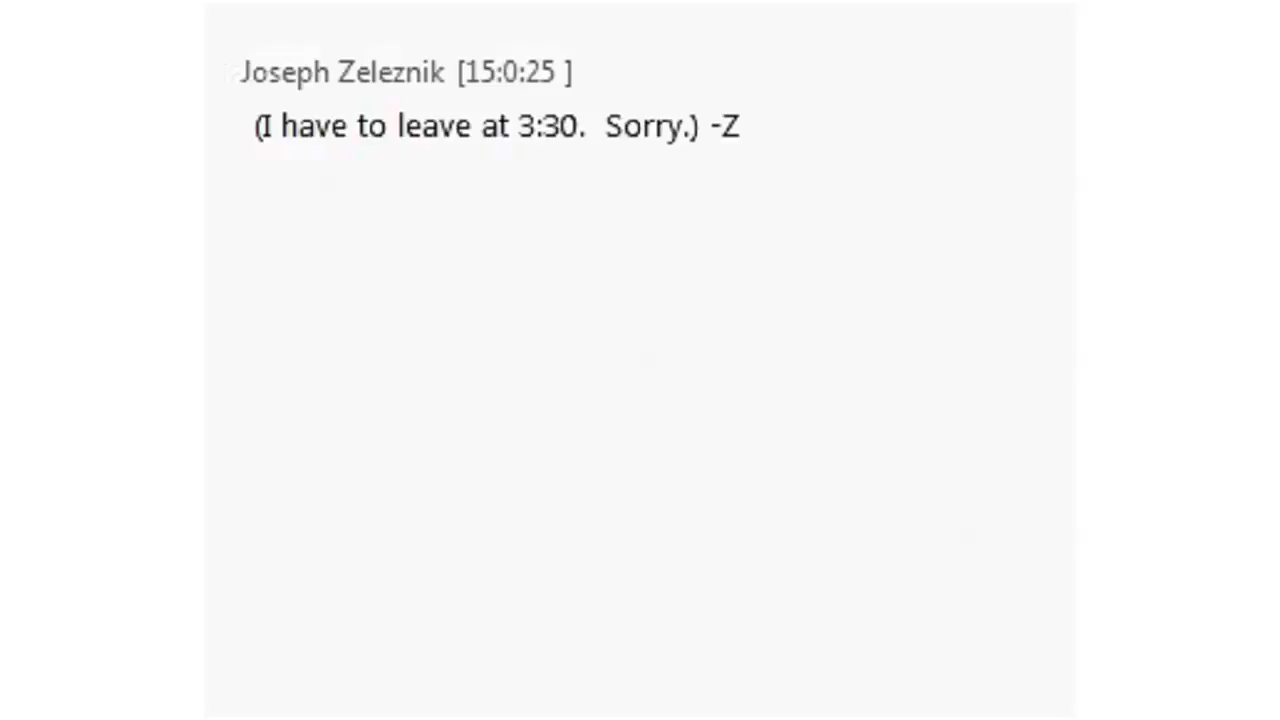 Joseph Zeleznik [15:0:25 ]
(I have to leave at 3:30.  Sorry.) -Z